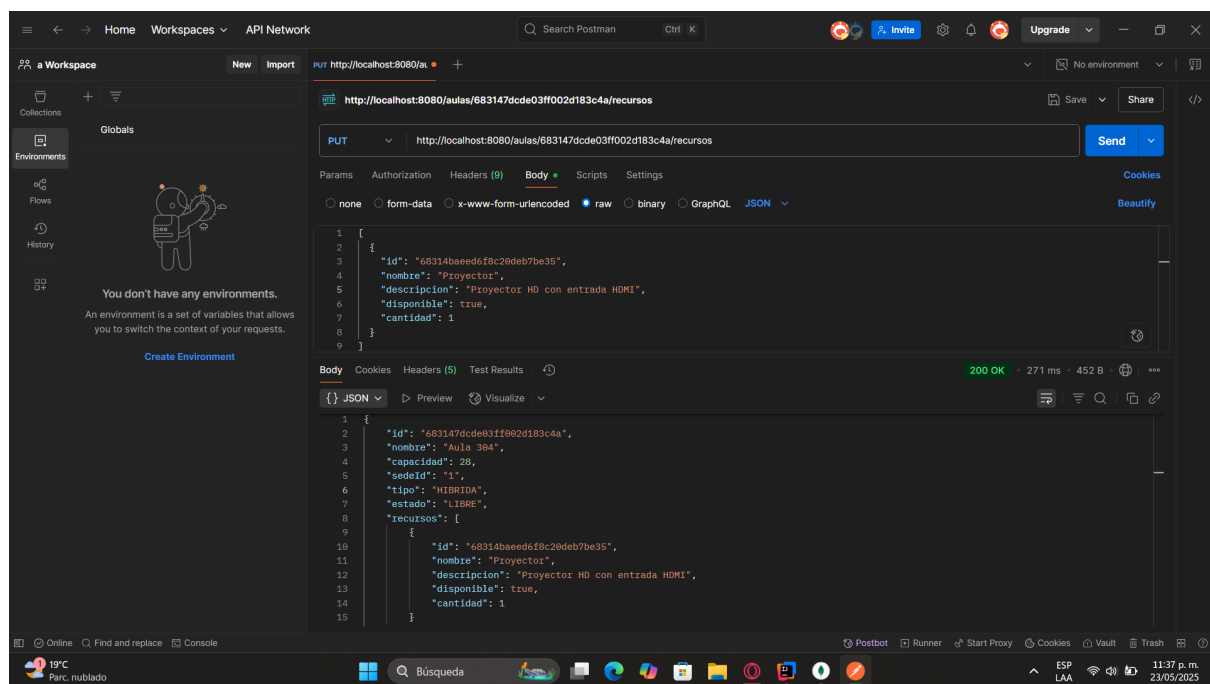 Home Workspaces API Network Search Postman Ctrl K Invite Upgrade
a Workspace New Import PUT http://localhost:8080/au No environment
Collections
Environments
Flows
History
Globals
You don't have any environments.
An environment is a set of variables that allows
you to switch the context of your requests.
Create Environment
HTTP http://localhost:8080/aulas/683147dcde03ff002d183c4a/recursos Save Share
PUT http://localhost:8080/aulas/683147dcde03ff002d183c4a/recursos Send
Params Authorization Headers (9) Body Scripts Settings Cookies
none form-data x-www-form-urlencoded raw binary GraphQL JSON Beautify
1 [
2 {
3 "id": "68314baeed6f8c20deb7be35",
4 "nombre": "Proyector",
5 "descripcion": "Proyector HD con entrada HDMI",
6 "disponible": true,
7 "cantidad": 1
8 }
9 ]
Body Cookies Headers (5) Test Results 200 OK 271 ms 452 B
{} JSON Preview Visualize
1 {
2 "id": "683147dcde03ff002d183c4a",
3 "nombre": "Aula 304",
4 "capacidad": 28,
5 "sedeId": "1",
6 "tipo": "HIBRIDA",
7 "estado": "LIBRE",
8 "recursos": [
9 {
10 "id": "68314baeed6f8c20deb7be35",
11 "nombre": "Proyector",
12 "descripcion": "Proyector HD con entrada HDMI",
13 "disponible": true,
14 "cantidad": 1
15 }
Online Find and replace Console Postbot Runner Start Proxy Cookies Vault Trash
1 19°C
Parc. nublado
Búsqueda
ESP
LAA
11:37 p. m.
23/05/2025